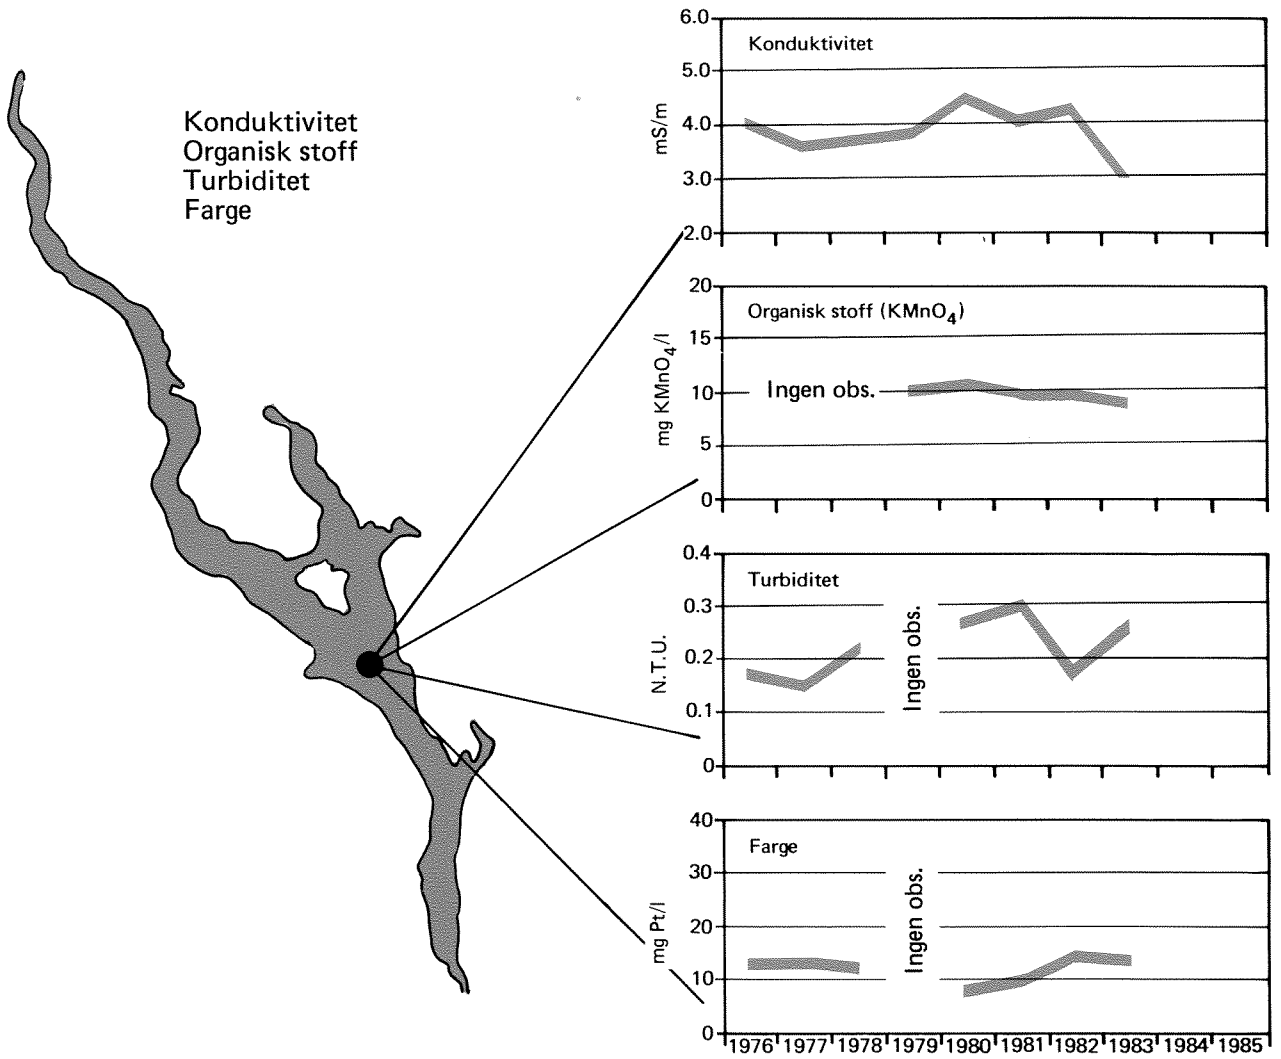 Konduktivitet
Organisk stoff
Turbiditet
Farge
Konduktivitet
mS/m
6.0
5.0
4.0
3.0
2.0
Organisk stoff (KMnO4)
mg KMnO4/l
20
15
10
5
0
Ingen obs.
Turbiditet
N.T.U.
0.4
0.3
0.2
0.1
0
Ingen obs.
Farge
mg Pt/l
40
30
20
10
0
Ingen obs.
1976 1977 1978 1979 1980 1981 1982 1983 1984 1985